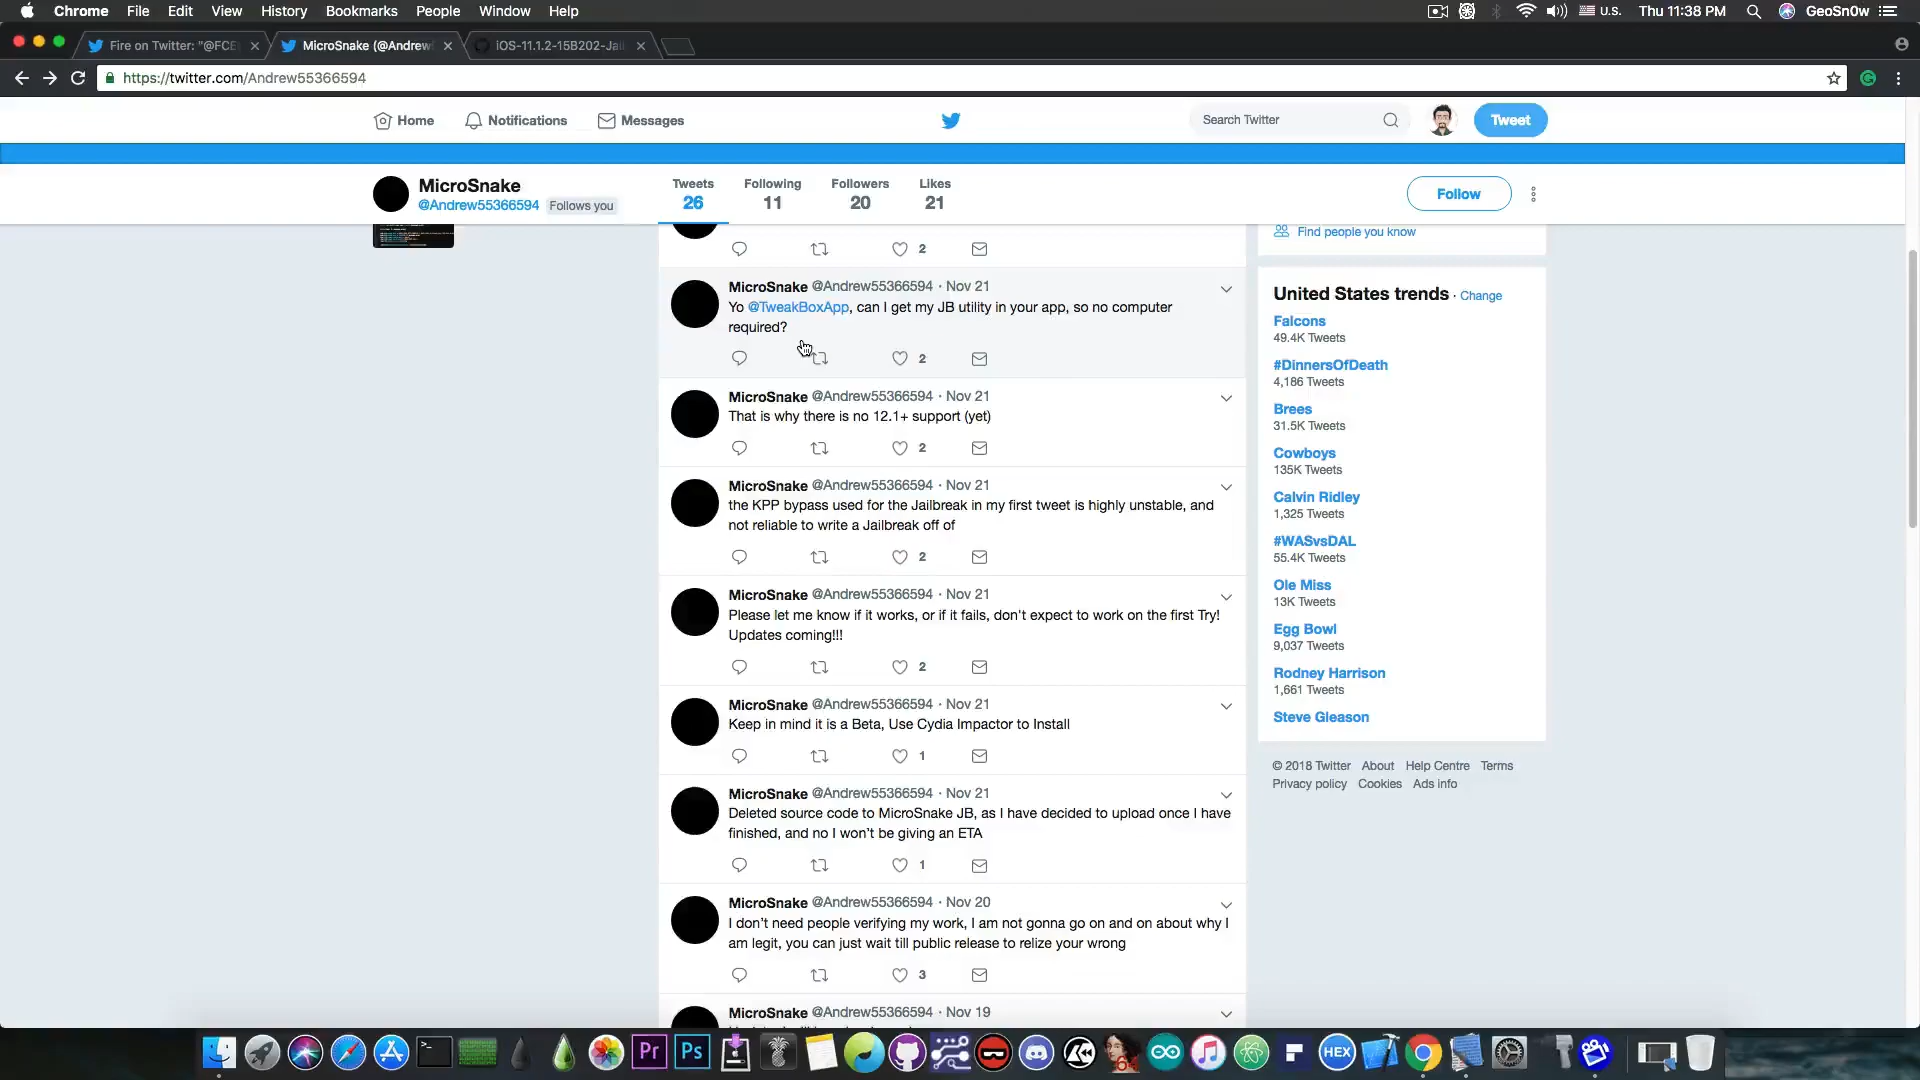 Chrome File Edit View History Bookmarks People Window Help U.S. Thu 11:38 PM GeoSn0w
Fire on Twitter: "@FCE MicroSnake (@Andrew iOS-11.1.2-15B202-Jail
https://twitter.com/Andrew55366594
Home Notifications Messages Search Twitter Tweet
MicroSnake
@Andrew55366594 Follows you
Tweets Following Followers Likes
26 11 20 21
Follow
2
Find people you know
MicroSnake @Andrew55366594 · Nov 21
Yo @TweakBoxApp, can I get my JB utility in your app, so no computer
required?
2
MicroSnake @Andrew55366594 · Nov 21
That is why there is no 12.1+ support (yet)
2
MicroSnake @Andrew55366594 · Nov 21
the KPP bypass used for the Jailbreak in my first tweet is highly unstable, and
not reliable to write a Jailbreak off of
2
MicroSnake @Andrew55366594 · Nov 21
Please let me know if it works, or if it fails, don't expect to work on the first Try!
Updates coming!!!
2
MicroSnake @Andrew55366594 · Nov 21
Keep in mind it is a Beta, Use Cydia Impactor to Install
1
MicroSnake @Andrew55366594 · Nov 21
Deleted source code to MicroSnake JB, as I have decided to upload once I have
finished, and no I won't be giving an ETA
1
MicroSnake @Andrew55366594 · Nov 20
I don't need people verifying my work, I am not gonna go on and on about why I
am legit, you can just wait till public release to relize your wrong
3
MicroSnake @Andrew55366594 · Nov 19
United States trends · Change
Falcons
49.4K Tweets
#DinnersOfDeath
4,186 Tweets
Brees
31.5K Tweets
Cowboys
135K Tweets
Calvin Ridley
1,325 Tweets
#WASvsDAL
55.4K Tweets
Ole Miss
13K Tweets
Egg Bowl
9,037 Tweets
Rodney Harrison
1,661 Tweets
Steve Gleason
© 2018 Twitter About Help Centre Terms
Privacy policy Cookies Ads info
Pr Ps HEX